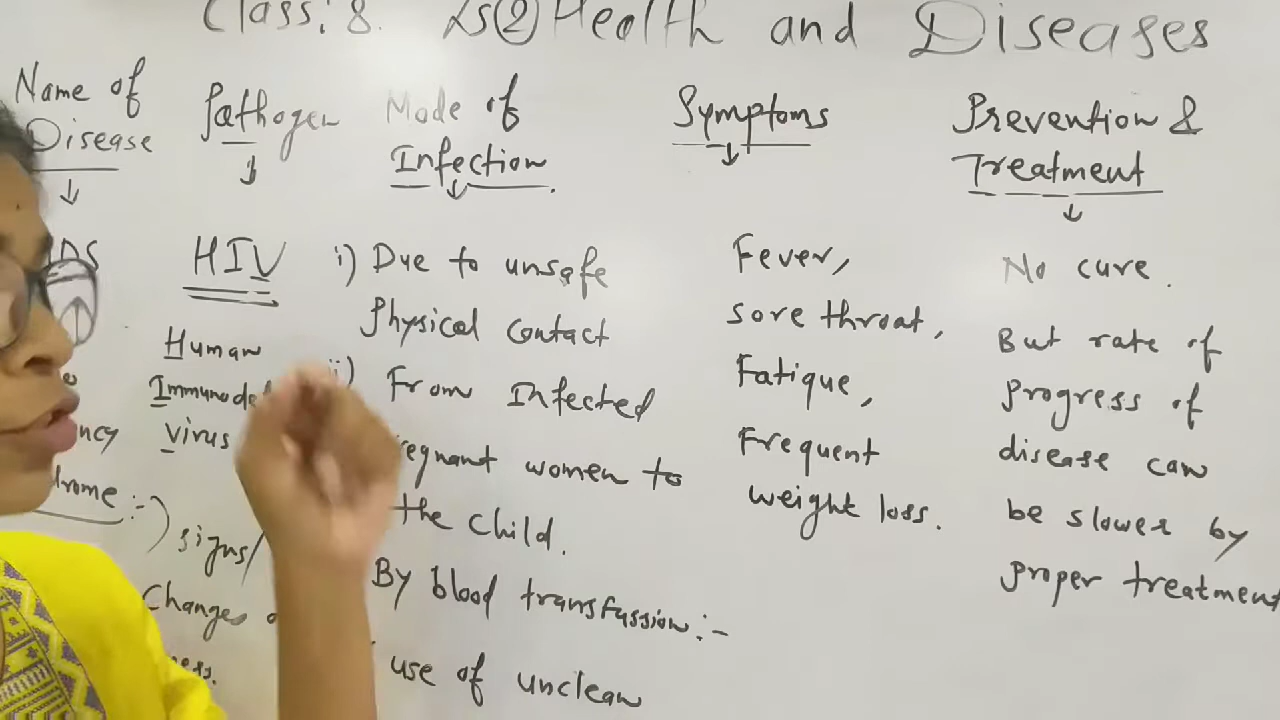 Class: 8. Ls ② Health and Diseases
Name of
Disease
Pathogen
Mode of
Infection.
Symptoms
Prevention &
Treatment
HIV
Human
Virus
signs/
Changes
i) Due to unsafe
Physical contact
ii) From Infected
women to
the child.
By blood transfussion:-
use of unclean
Fever,
sore throat,
Fatigue,
Frequent
weight loss.
No cure.
But rate of
progress of
disease can
be slower by
proper treatment